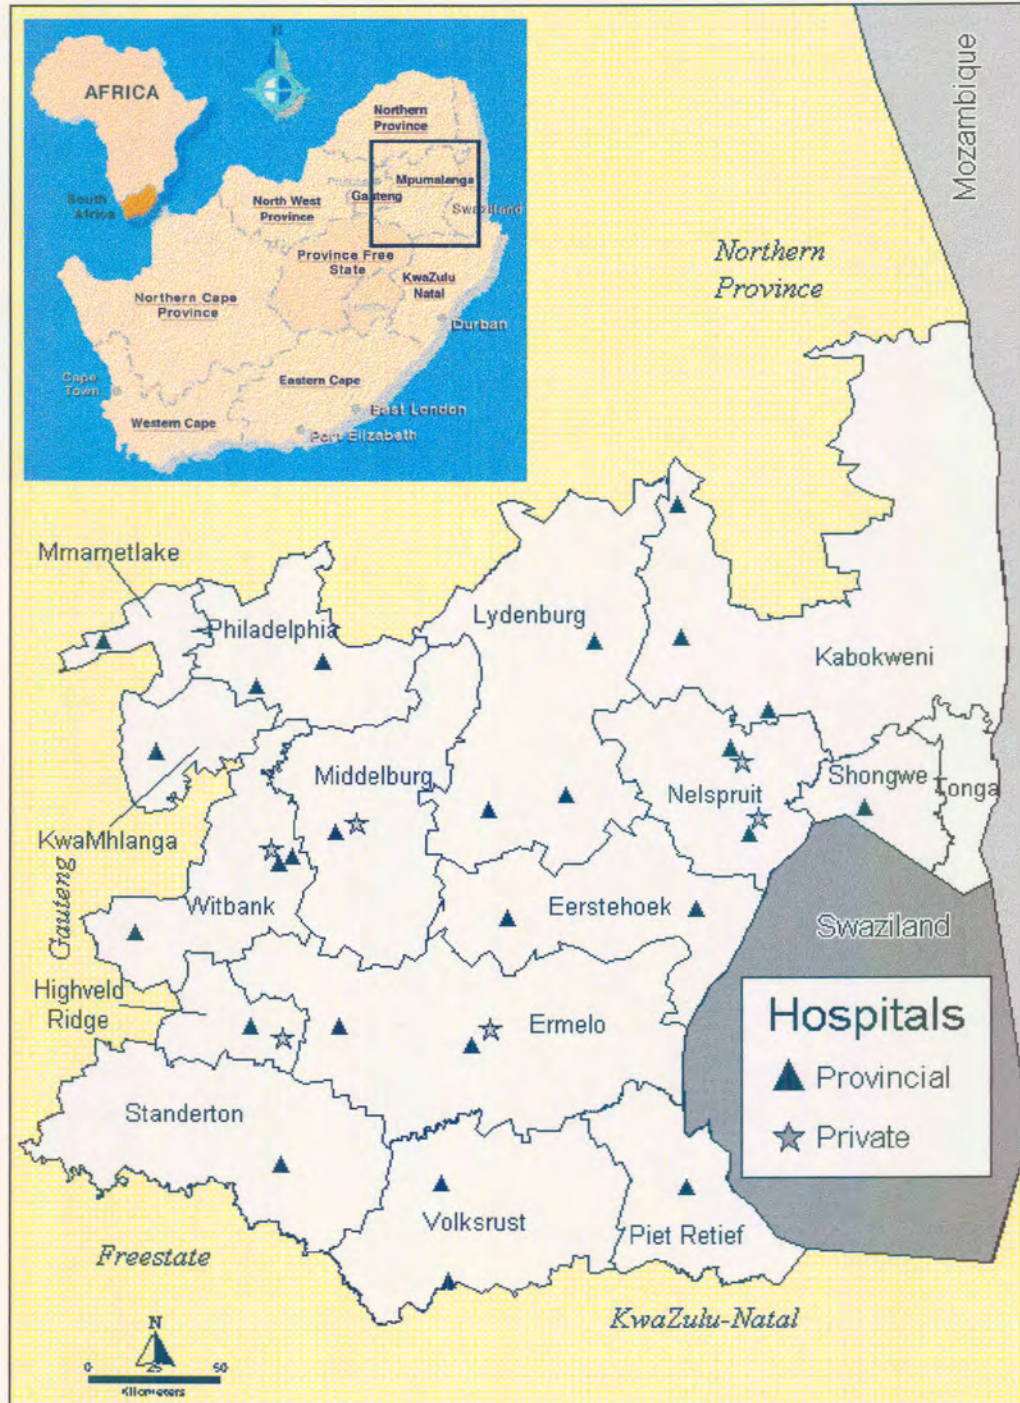 N
AFRICA
South
Africa
Northern
Province
Mpumalanga
Gauteng
North West
Province
Swaziland
Province Free
State
KwaZulu
Natal
Northern Cape
Province
Durban
Eastern Cape
Cape
Town
East London
Western Cape
Port Elizabeth
Mozambique
Northern
Province
Mmametlake
Philadelphia
Lydenburg
Kabokweni
Middelburg
Nelspruit
Shongwe
Tonga
KwaMhlanga
Gauteng
Witbank
Eerstehoek
Swaziland
Highveld
Ridge
Ermelo
Hospitals
Provincial
Private
Standerton
Volksrust
Piet Retief
Freestate
KwaZulu-Natal
N
0 25 50
Kilometers